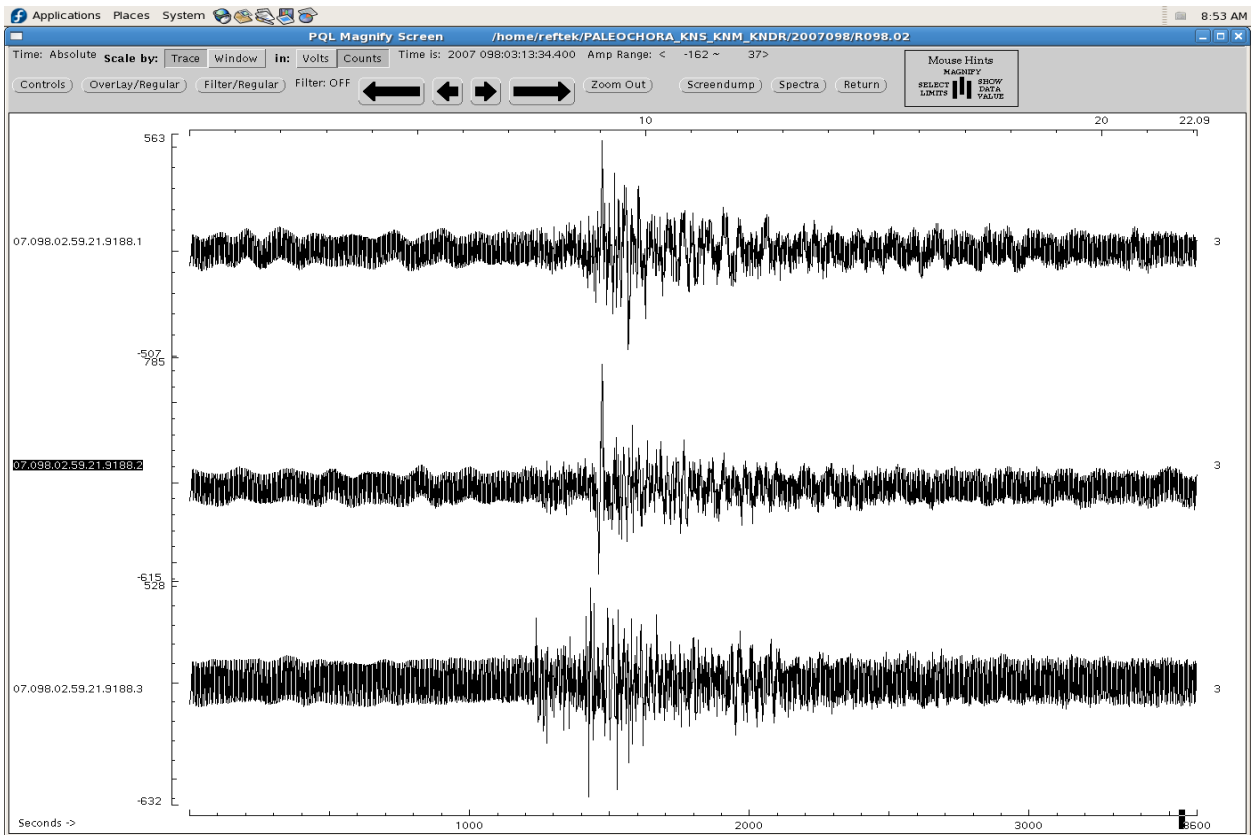 Applications Places System 8:53 AM
PQL Magnify Screen /home/reftek/PALEOCHORA_KNS_KNM_KNDR/2007098/R098.02
Time: Absolute Scale by: Trace Window in: Volts Counts Time is: 2007 098:03:13:34.400 Amp Range: < -162 ~ 37>
Controls OverLay/Regular Filter/Regular Filter: OFF Zoom Out Screendump Spectra Return
Mouse Hints
MAGNIFY
SELECT LIMITS
SHOW DATA VALUE
10 20 22.09
563
07.098.02.59.21.9188.1 3
-507
785
07.098.02.59.21.9188.2 3
-615
528
07.098.02.59.21.9188.3 3
-632
Seconds -> 1000 2000 3000 3600